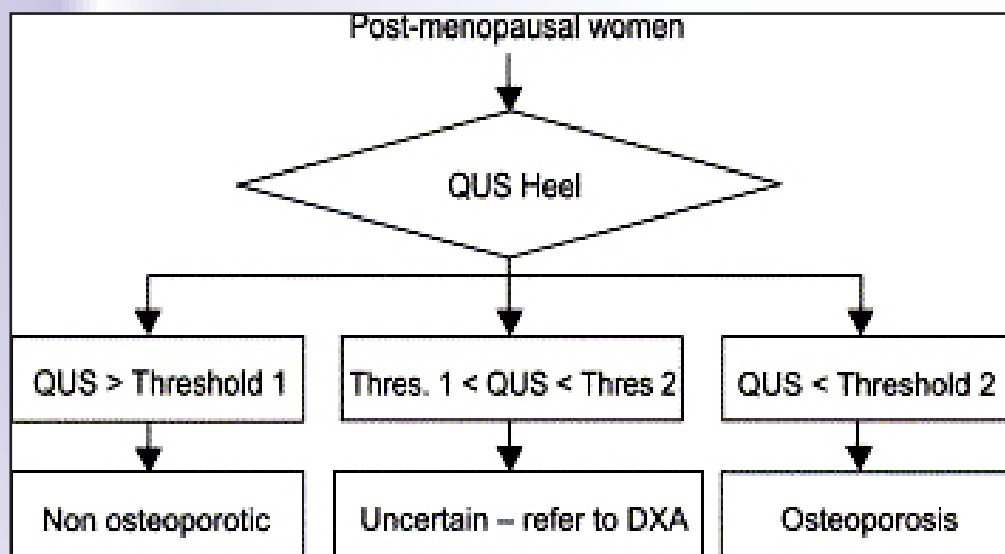 Post-menopausal women
QUS Heel
QUS > Threshold 1
Thres. 1 < QUS < Thres 2
QUS < Threshold 2
Non osteoporotic
Uncertain – refer to DXA
Osteoporosis